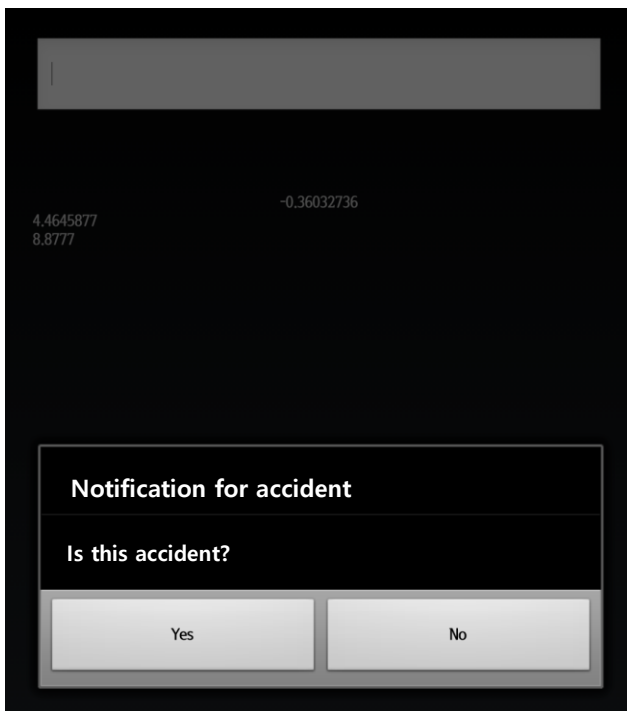 -0.36032736
4.4645877
8.8777
Notification for accident
Is this accident?
Yes
No